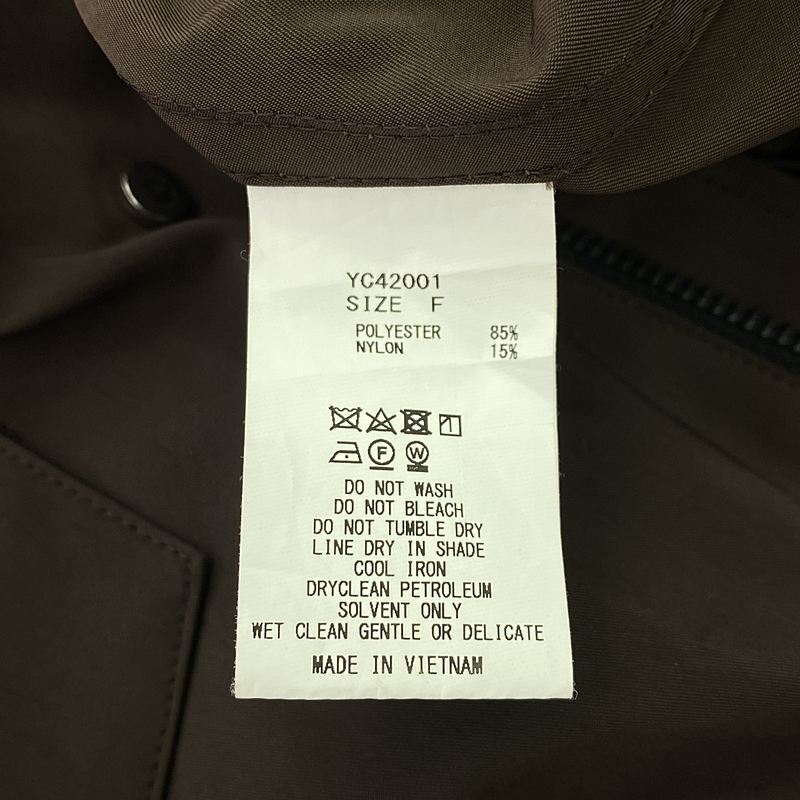 YC42001
SIZE F
POLYESTER 85%
NYLON 15%
F W
DO NOT WASH
DO NOT BLEACH
DO NOT TUMBLE DRY
LINE DRY IN SHADE
COOL IRON
DRYCLEAN PETROLEUM
SOLVENT ONLY
WET CLEAN GENTLE OR DELICATE
MADE IN VIETNAM